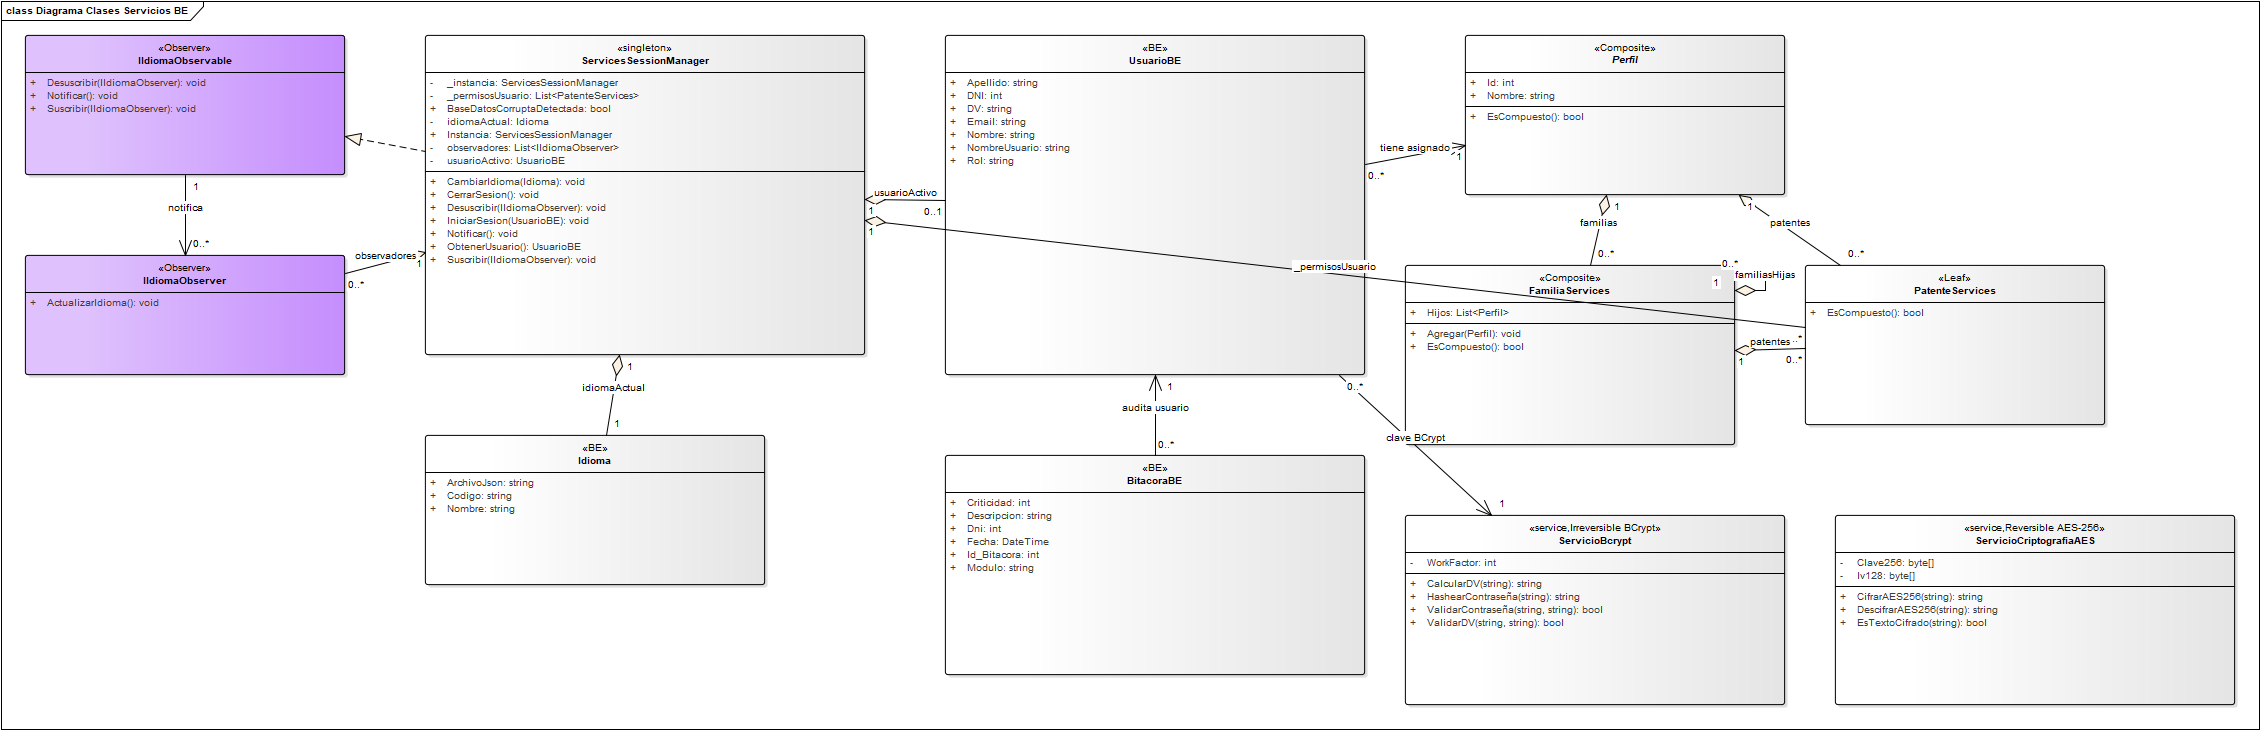 class Diagrama Clases Servicios BE
«Observer»
IIdiomaObservable
+ Desuscribir(IIdiomaObserver): void
+ Notificar(): void
+ Suscribir(IIdiomaObserver): void
1
notifica
0..*
«Observer»
IIdiomaObserver
+ ActualizarIdioma(): void
observadores
1
0..*
«singleton»
ServicesSessionManager
- _instancia: ServicesSessionManager
- _permisosUsuario: List<PatenteServices>
+ BaseDatosCorruptaDetectada: bool
- idiomaActual: Idioma
+ Instancia: ServicesSessionManager
- observadores: List<IIdiomaObserver>
- usuarioActivo: UsuarioBE
+ CambiarIdioma(Idioma): void
+ CerrarSesion(): void
+ Desuscribir(IIdiomaObserver): void
+ IniciarSesion(UsuarioBE): void
+ Notificar(): void
+ ObtenerUsuario(): UsuarioBE
+ Suscribir(IIdiomaObserver): void
1
idiomaActual
1
«BE»
Idioma
+ ArchivoJson: string
+ Codigo: string
+ Nombre: string
usuarioActivo
1
0..1
1
_permisosUsuario
..*
«BE»
UsuarioBE
+ Apellido: string
+ DNI: int
+ DV: string
+ Email: string
+ Nombre: string
+ NombreUsuario: string
+ Rol: string
1
audita usuario
0..*
«BE»
BitacoraBE
+ Criticidad: int
+ Descripcion: string
+ Dni: int
+ Fecha: DateTime
+ Id_Bitacora: int
+ Modulo: string
tiene asignado
1
0..*
«Composite»
Perfil
+ Id: int
+ Nombre: string
+ EsCompuesto(): bool
1
familias
0..*
1
patentes
0..*
«Composite»
FamiliaServices
+ Hijos: List<Perfil>
+ Agregar(Perfil): void
+ EsCompuesto(): bool
0..*
familiasHijas
1
«Leaf»
PatenteServices
+ EsCompuesto(): bool
patentes
1
0..*
0..*
clave BCrypt
1
«service,Irreversible BCrypt»
ServicioBcrypt
- WorkFactor: int
+ CalcularDV(string): string
+ HashearContraseña(string): string
+ ValidarContraseña(string, string): bool
+ ValidarDV(string, string): bool
«service,Reversible AES-256»
ServicioCriptografiaAES
- Clave256: byte[]
- Iv128: byte[]
+ CifrarAES256(string): string
+ DescifrarAES256(string): string
+ EsTextoCifrado(string): bool